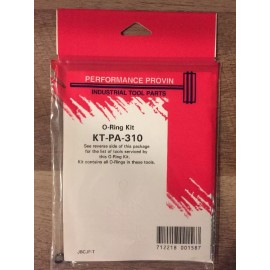 PERFORMANCE PROVIN
INDUSTRIAL TOOL PARTS
O-Ring Kit
KT-PA-310
See reverse side of this package
for the list of tools serviced by
this O-Ring Kit.
Kit contains all O-Rings in these tools.
712218 001587